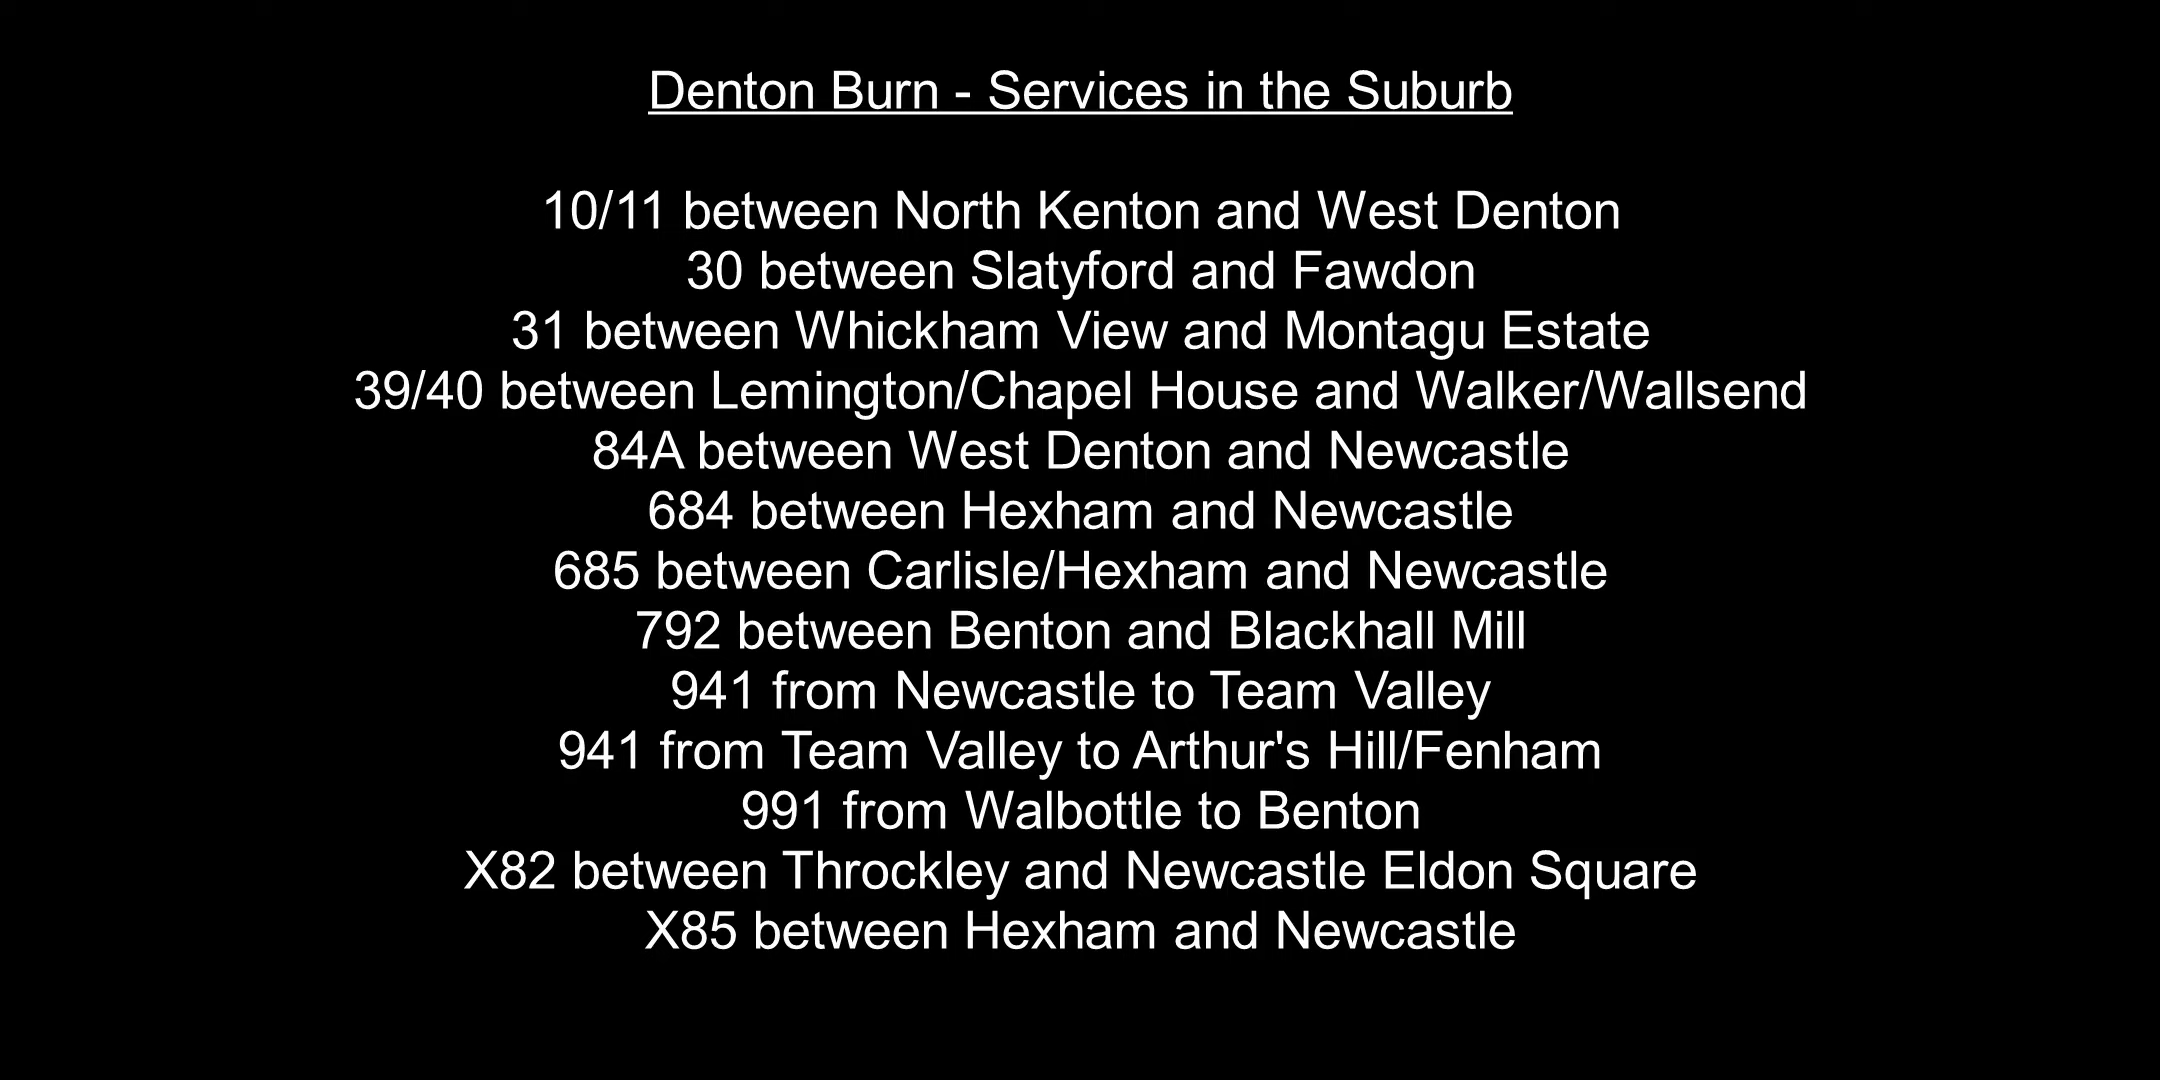 Denton Burn - Services in the Suburb
10/11 between North Kenton and West Denton
30 between Slatyford and Fawdon
31 between Whickham View and Montagu Estate
39/40 between Lemington/Chapel House and Walker/Wallsend
84A between West Denton and Newcastle
684 between Hexham and Newcastle
685 between Carlisle/Hexham and Newcastle
792 between Benton and Blackhall Mill
941 from Newcastle to Team Valley
941 from Team Valley to Arthur's Hill/Fenham
991 from Walbottle to Benton
X82 between Throckley and Newcastle Eldon Square
X85 between Hexham and Newcastle